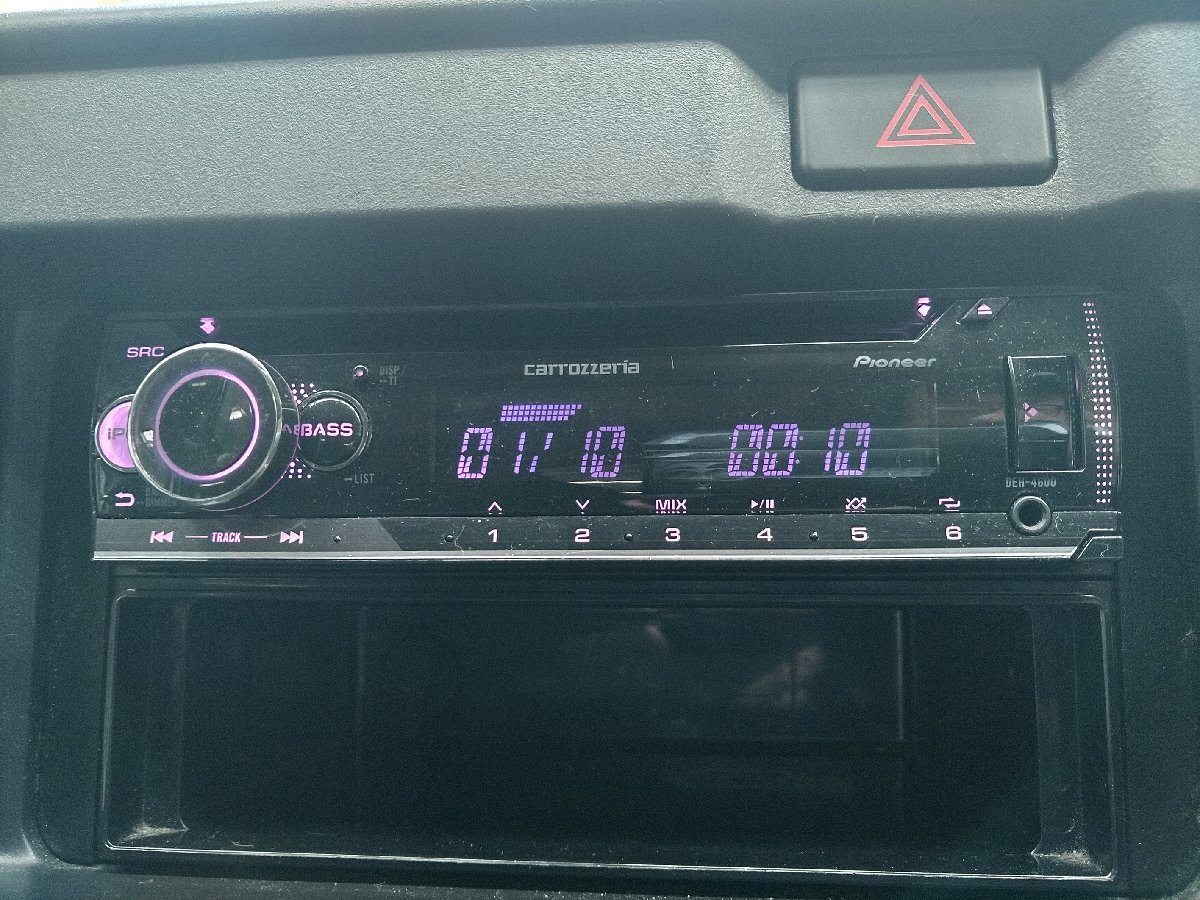 SRC
DISP
carrozzeria
Pioneer
iP
BASS
01/10 00:10
LIST
DEH-4600
MIX
TRACK
1 2 3 4 5 6